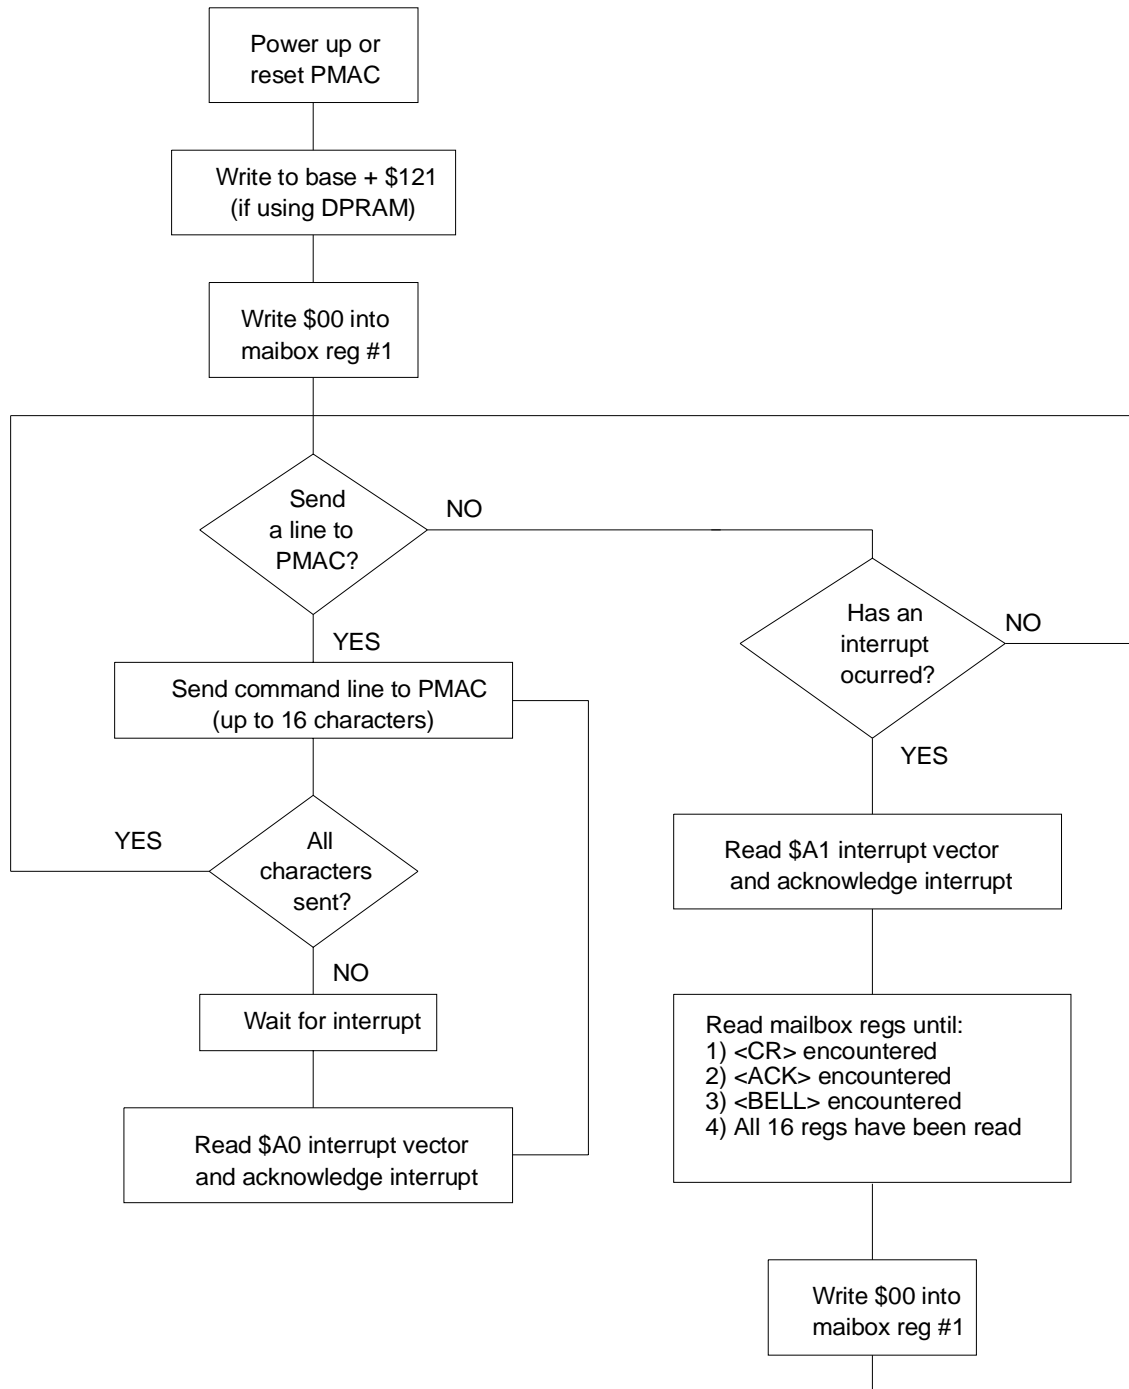 Power up or
reset PMAC
Write to base + $121
(if using DPRAM)
Write $00 into
maibox reg #1
Send
a line to
PMAC?
NO
YES
Has an
interrupt
ocurred?
NO
YES
Send command line to PMAC
(up to 16 characters)
All
characters
sent?
YES
NO
Wait for interrupt
Read $A0 interrupt vector
and acknowledge interrupt
Read $A1 interrupt vector
and acknowledge interrupt
Read mailbox regs until:
1) <CR> encountered
2) <ACK> encountered
3) <BELL> encountered
4) All 16 regs have been read
Write $00 into
maibox reg #1